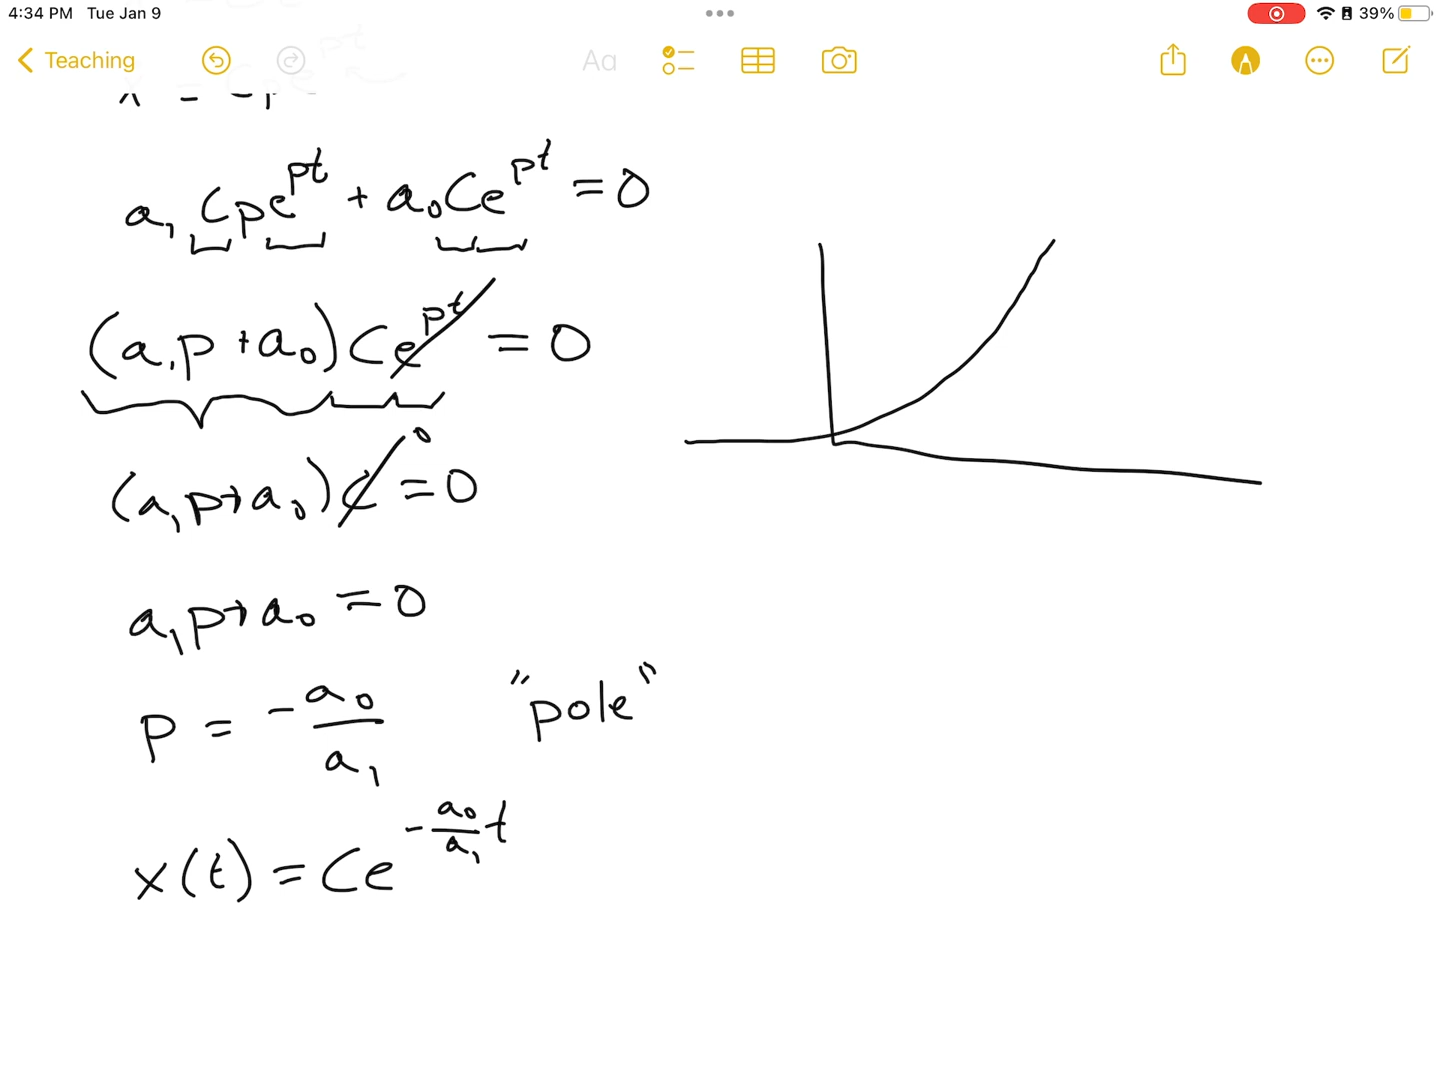 4:34 PM Tue Jan 9
39%
Teaching
Aa
a₁Cpe^{pt} + a₀Ce^{pt} = 0
(a₁p + a₀)Ce^{pt} = 0
(a₁p + a₀)C = 0
0
a₁p + a₀ = 0
p = -a₀/a₁ "pole"
x(t) = Ce^{-a₀/a₁ t}